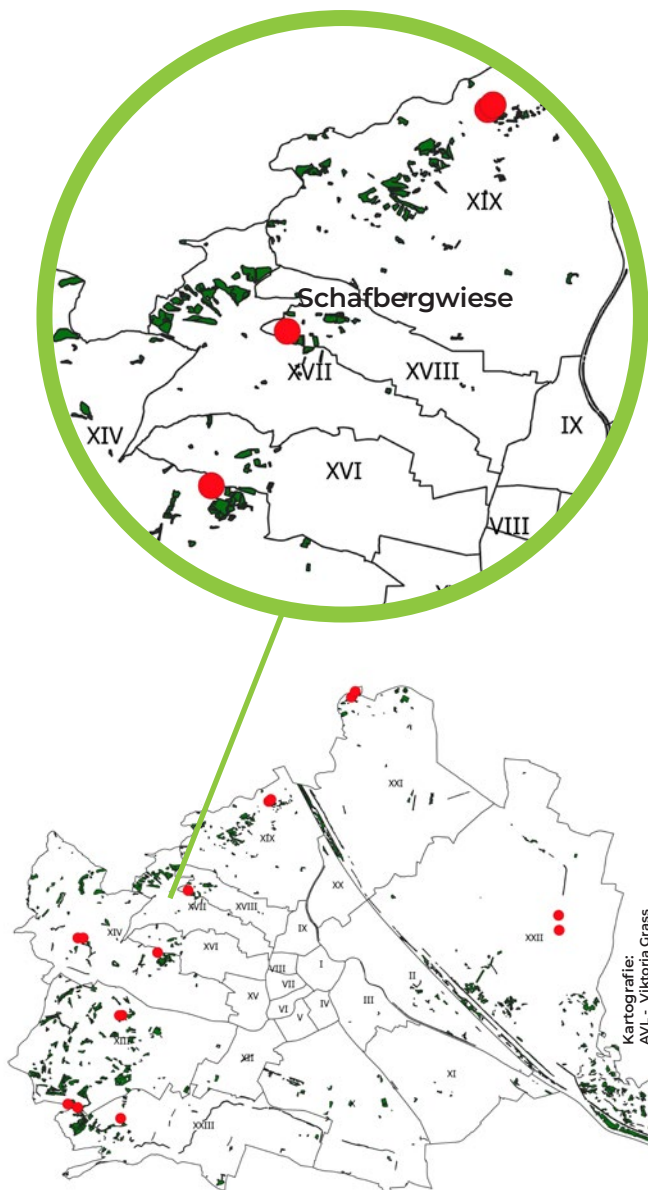 XIX
Schafbergwiese
XVII
XVIII
XIV
IX
XVI
VIII
XXI
XIX
XX
XIV
XVII
XVIII
XXII
XVI
IX
VIII
I
II
VII
XV
VI
V
IV
III
XIII
XII
XI
X
XXIII
Kartografie:
AVL - Viktoria Grass